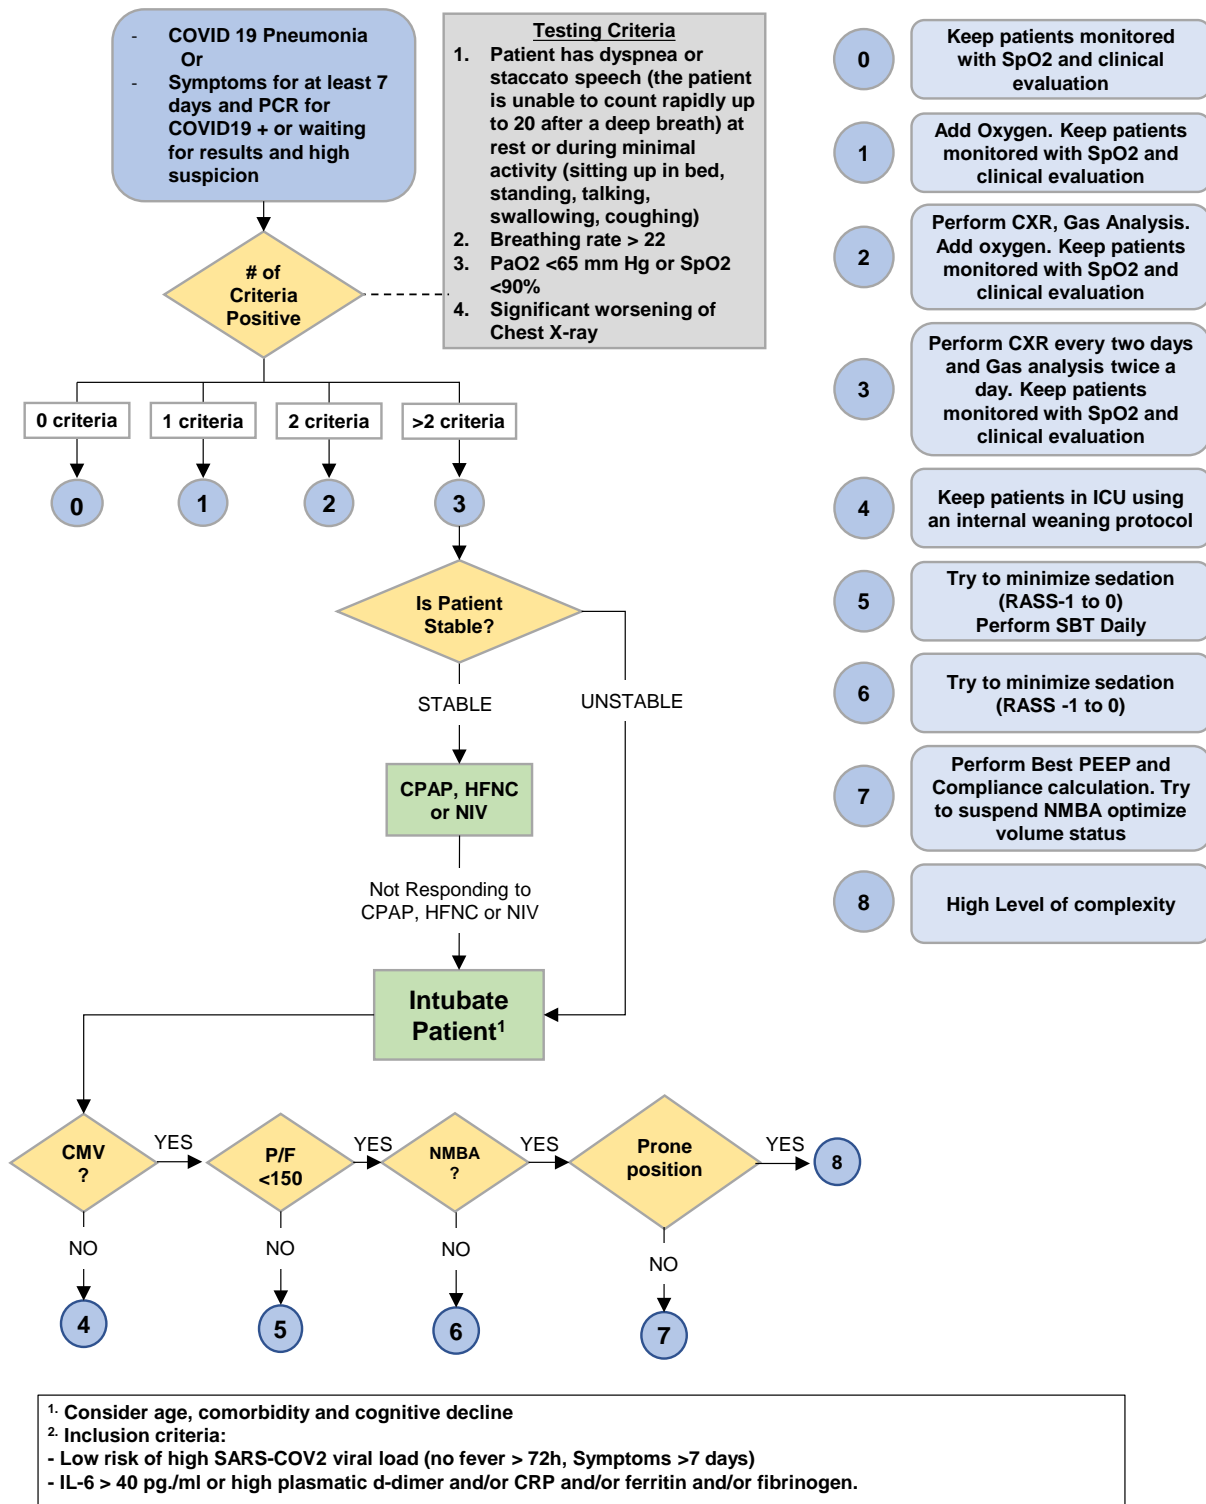 - COVID 19 Pneumonia
Or
- Symptoms for at least 7
days and PCR for
COVID19 + or waiting
for results and high
suspicion
Testing Criteria
1. Patient has dyspnea or
staccato speech (the patient
is unable to count rapidly up
to 20 after a deep breath) at
rest or during minimal
activity (sitting up in bed,
standing, talking,
swallowing, coughing)
2. Breathing rate > 22
3. PaO2 <65 mm Hg or SpO2
<90%
4. Significant worsening of
Chest X-ray
# of
Criteria
Positive
0 criteria
1 criteria
2 criteria
>2 criteria
0
1
2
3
Is Patient
Stable?
STABLE
UNSTABLE
CPAP, HFNC
or NIV
Not Responding to
CPAP, HFNC or NIV
Intubate
Patient¹
CMV
?
YES
P/F
<150
YES
NMBA
?
YES
Prone
position
YES
8
NO
NO
NO
NO
4
5
6
7
0
Keep patients monitored
with SpO2 and clinical
evaluation
1
Add Oxygen. Keep patients
monitored with SpO2 and
clinical evaluation
2
Perform CXR, Gas Analysis.
Add oxygen. Keep patients
monitored with SpO2 and
clinical evaluation
3
Perform CXR every two days
and Gas analysis twice a
day. Keep patients
monitored with SpO2 and
clinical evaluation
4
Keep patients in ICU using
an internal weaning protocol
5
Try to minimize sedation
(RASS-1 to 0)
Perform SBT Daily
6
Try to minimize sedation
(RASS -1 to 0)
7
Perform Best PEEP and
Compliance calculation. Try
to suspend NMBA optimize
volume status
8
High Level of complexity
¹· Consider age, comorbidity and cognitive decline
²· Inclusion criteria:
- Low risk of high SARS-COV2 viral load (no fever > 72h, Symptoms >7 days)
- IL-6 > 40 pg./ml or high plasmatic d-dimer and/or CRP and/or ferritin and/or fibrinogen.